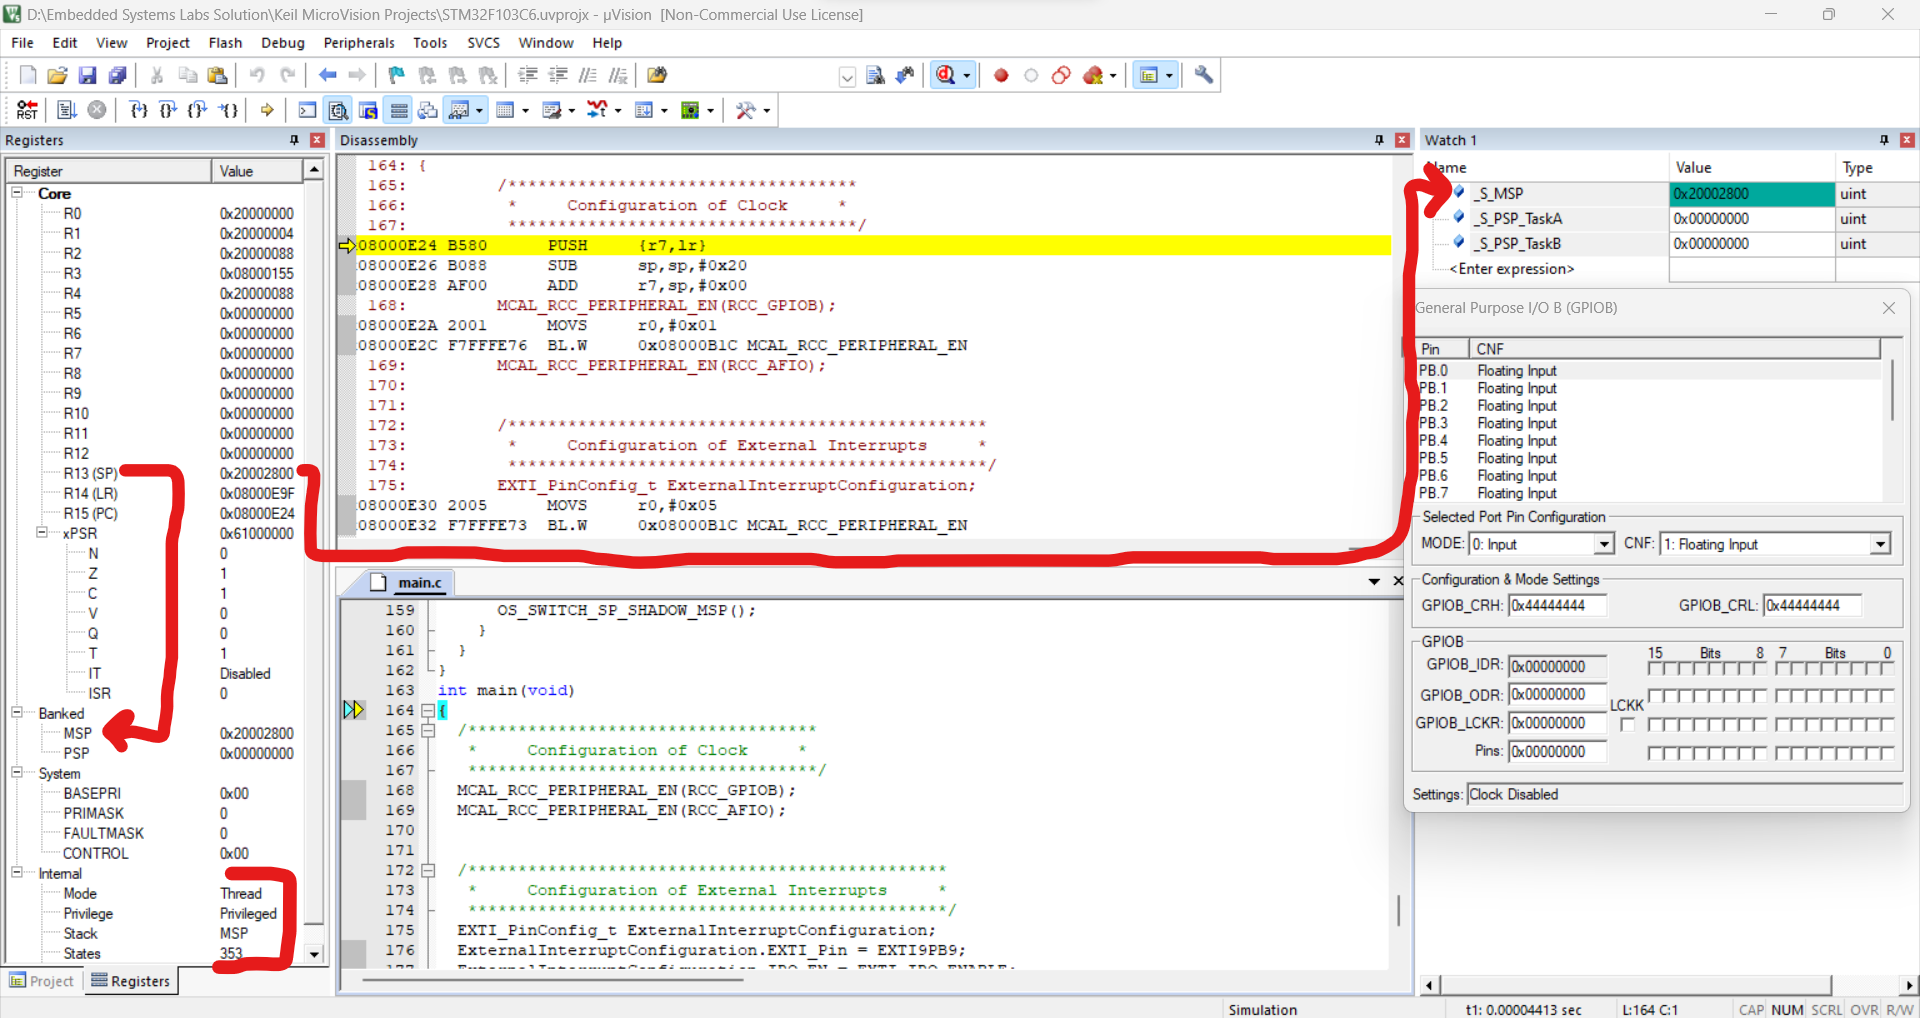 D:\Embedded Systems Labs Solution\Keil MicroVision Projects\STM32F103C6.uvprojx - µVision  [Non-Commercial Use License]
File Edit View Project Flash Debug Peripherals Tools SVCS Window Help
RST
Registers
Register Value
Core
R0 0x20000000
R1 0x20000004
R2 0x20000088
R3 0x08000155
R4 0x20000088
R5 0x00000000
R6 0x00000000
R7 0x00000000
R8 0x00000000
R9 0x00000000
R10 0x00000000
R11 0x00000000
R12 0x00000000
R13 (SP) 0x20002800
R14 (LR) 0x08000E9F
R15 (PC) 0x08000E24
xPSR 0x61000000
N 0
Z 1
C 1
V 0
Q 0
T 1
IT Disabled
ISR 0
Banked
MSP 0x20002800
PSP 0x00000000
System
BASEPRI 0x00
PRIMASK 0
FAULTMASK 0
CONTROL 0x00
Internal
Mode Thread
Privilege Privileged
Stack MSP
States 353
Project Registers
Disassembly
164: {
165: /***********************************
166: * Configuration of Clock *
167: ***********************************/
08000E24 B580 PUSH {r7,lr}
08000E26 B088 SUB sp,sp,#0x20
08000E28 AF00 ADD r7,sp,#0x00
168: MCAL_RCC_PERIPHERAL_EN(RCC_GPIOB);
08000E2A 2001 MOVS r0,#0x01
08000E2C F7FFFE76 BL.W 0x08000B1C MCAL_RCC_PERIPHERAL_EN
169: MCAL_RCC_PERIPHERAL_EN(RCC_AFIO);
170:
171:
172: /************************************************
173: * Configuration of External Interrupts *
174: ************************************************/
175: EXTI_PinConfig_t ExternalInterruptConfiguration;
08000E30 2005 MOVS r0,#0x05
08000E32 F7FFFE73 BL.W 0x08000B1C MCAL_RCC_PERIPHERAL_EN
main.c
159 OS_SWITCH_SP_SHADOW_MSP();
160 }
161 }
162 }
163 int main(void)
164 {
165 /***********************************
166 * Configuration of Clock *
167 ***********************************/
168 MCAL_RCC_PERIPHERAL_EN(RCC_GPIOB);
169 MCAL_RCC_PERIPHERAL_EN(RCC_AFIO);
170
171
172 /************************************************
173 * Configuration of External Interrupts *
174 ************************************************/
175 EXTI_PinConfig_t ExternalInterruptConfiguration;
176 ExternalInterruptConfiguration.EXTI_Pin = EXTI9PB9;
Watch 1
Name Value Type
_S_MSP 0x20002800 uint
_S_PSP_TaskA 0x00000000 uint
_S_PSP_TaskB 0x00000000 uint
<Enter expression>
General Purpose I/O B (GPIOB)
Pin CNF
PB.0 Floating Input
PB.1 Floating Input
PB.2 Floating Input
PB.3 Floating Input
PB.4 Floating Input
PB.5 Floating Input
PB.6 Floating Input
PB.7 Floating Input
Selected Port Pin Configuration
MODE: 0: Input CNF: 1: Floating Input
Configuration & Mode Settings
GPIOB_CRH: 0x44444444 GPIOB_CRL: 0x44444444
GPIOB
15 Bits 8 7 Bits 0
GPIOB_IDR: 0x00000000
GPIOB_ODR: 0x00000000
LCKK
GPIOB_LCKR: 0x00000000
Pins: 0x00000000
Settings: Clock Disabled
Simulation t1: 0.00004413 sec L:164 C:1 CAP NUM SCRL OVR R/W